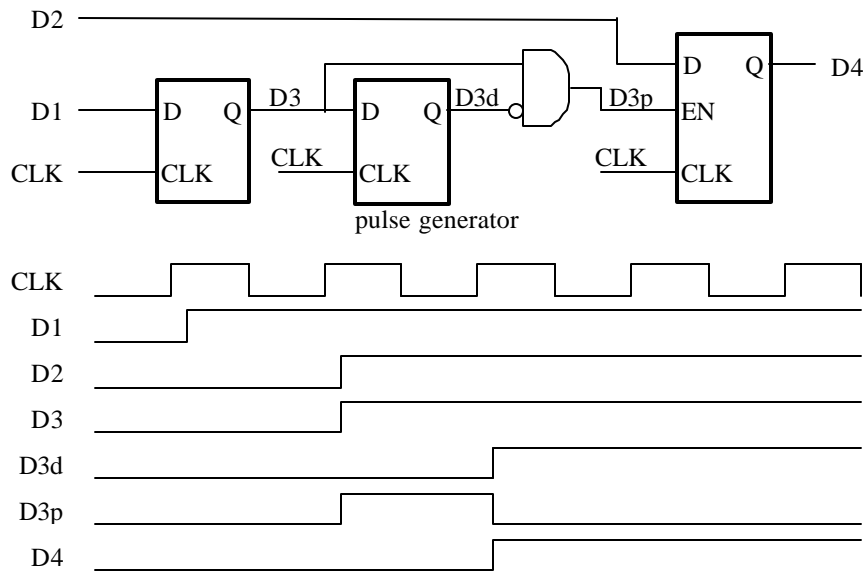 D2
D Q D4
D1 D Q D3 D Q D3d D3p EN
CLK CLK CLK CLK CLK CLK
pulse generator
CLK
D1
D2
D3
D3d
D3p
D4